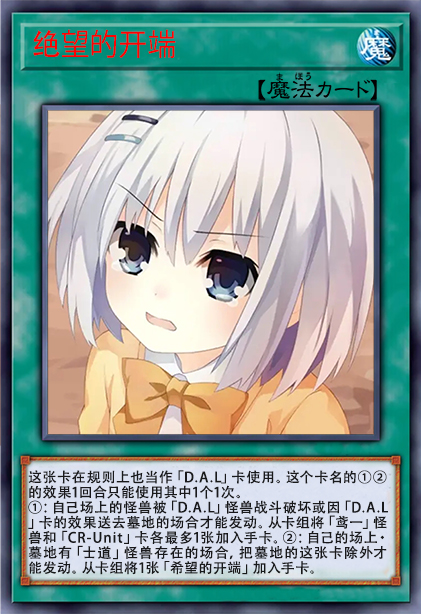 绝望的开端
魔
【魔法カード】
ま ほう
这张卡在规则上也当作「D.A.L」卡使用。这个卡名的①②
的效果1回合只能使用其中1个1次。
①：自己场上的怪兽被「D.A.L」怪兽战斗破坏或因「D.A.L
」卡的效果送去墓地的场合才能发动。从卡组将「鸢一」怪
兽和「CR-Unit」卡各最多1张加入手卡。②：自己的场上・
墓地有「士道」怪兽存在的场合，把墓地的这张卡除外才
能发动。从卡组将1张「希望的开端」加入手卡。